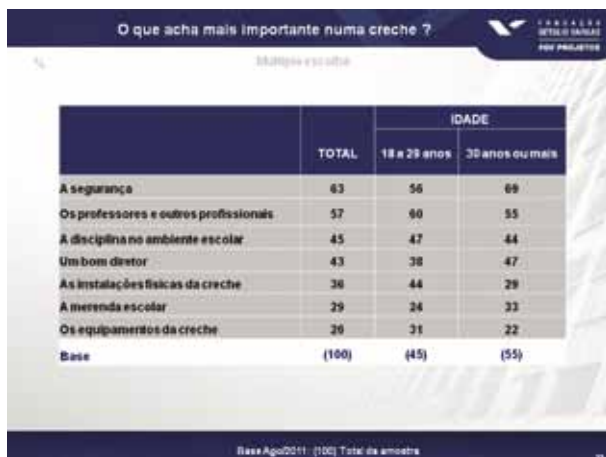 O que acha mais importante numa creche ?
FUNDAÇÃO
GETULIO VARGAS
FGV PROJETOS
%
Múltipla escolha
IDADE
TOTAL 18 a 29 anos 30 anos ou mais
A segurança 63 56 69
Os professores e outros profissionais 57 60 55
A disciplina no ambiente escolar 45 47 44
Um bom diretor 43 38 47
As instalações físicas da creche 36 44 29
A merenda escolar 29 24 33
Os equipamentos da creche 26 31 22
Base (100) (45) (55)
Base Ago/2011: (100) Total da amostra